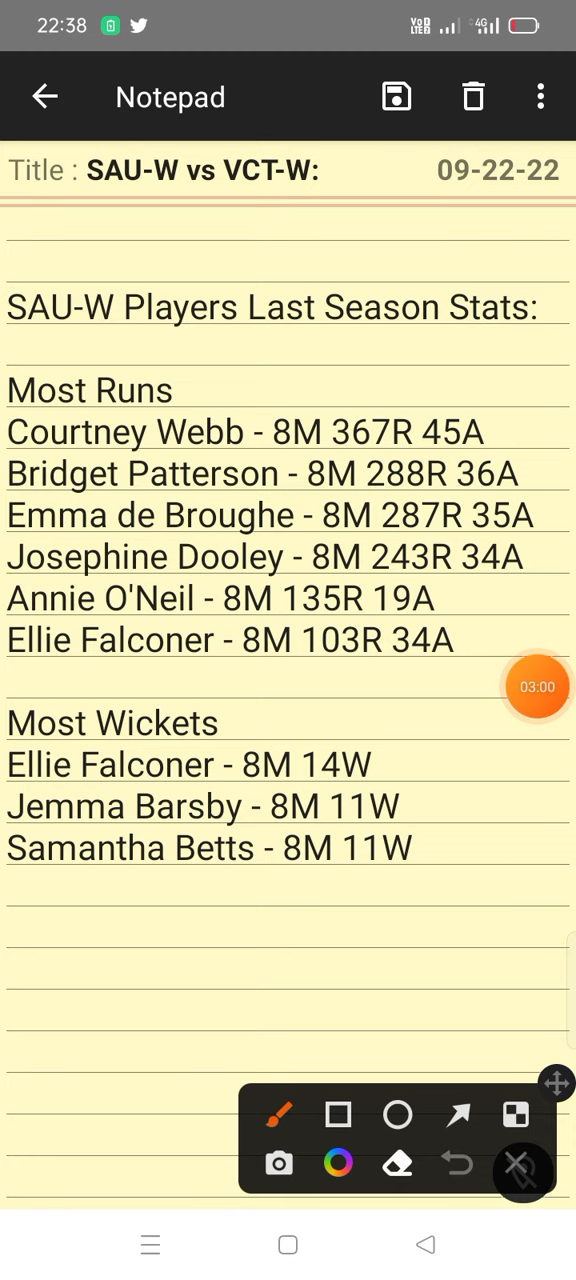 22:38
VoD LTE 4G
Notepad
Title : SAU-W vs VCT-W: 09-22-22
SAU-W Players Last Season Stats:
Most Runs
Courtney Webb - 8M 367R 45A
Bridget Patterson - 8M 288R 36A
Emma de Broughe - 8M 287R 35A
Josephine Dooley - 8M 243R 34A
Annie O'Neil - 8M 135R 19A
Ellie Falconer - 8M 103R 34A
03:00
Most Wickets
Ellie Falconer - 8M 14W
Jemma Barsby - 8M 11W
Samantha Betts - 8M 11W